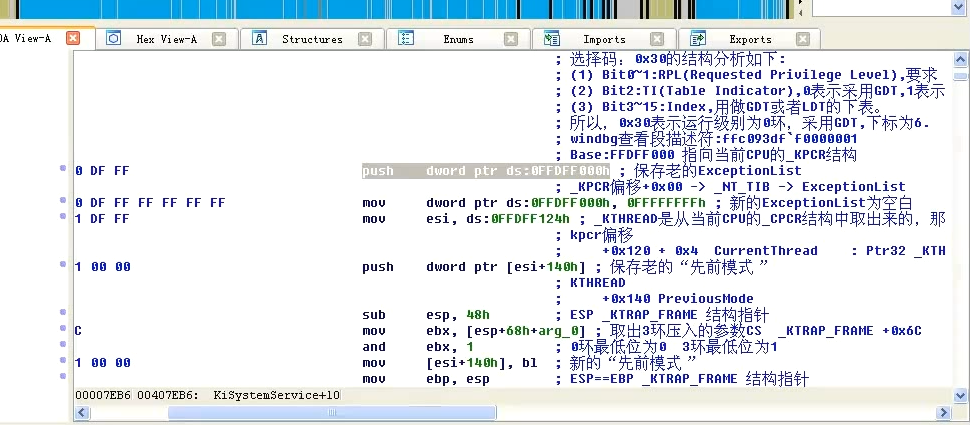 DA View-A Hex View-A Structures Enums Imports Exports
; 选择码: 0x30的结构分析如下:
; (1) Bit0~1:RPL(Requested Privilege Level),要求
; (2) Bit2:TI(Table Indicator),0表示采用GDT,1表示
; (3) Bit3~15:Index,用做GDT或者LDT的下表。
; 所以, 0x30表示运行级别为0环, 采用GDT,下标为6.
; windbg查看段描述符:ffc093df`f0000001
; Base:FFDFF000 指向当前CPU的_KPCR结构
0 DF FF push dword ptr ds:0FFDFF000h ; 保存老的ExceptionList
; _KPCR偏移+0x00 -> _NT_TIB -> ExceptionList
0 DF FF FF FF FF FF mov dword ptr ds:0FFDFF000h, 0FFFFFFFFh ; 新的ExceptionList为空白
1 DF FF mov esi, ds:0FFDFF124h ; _KTHREAD是从当前CPU的_CPCR结构中取出来的, 那
; kpcr偏移
; +0x120 + 0x4 CurrentThread : Ptr32 _KTH
1 00 00 push dword ptr [esi+140h] ; 保存老的“先前模式”
; KTHREAD
; +0x140 PreviousMode
sub esp, 48h ; ESP _KTRAP_FRAME 结构指针
C mov ebx, [esp+68h+arg_0] ; 取出3环压入的参数CS _KTRAP_FRAME +0x6C
and ebx, 1 ; 0环最低位为0 3环最低位为1
1 00 00 mov [esi+140h], bl ; 新的“先前模式”
mov ebp, esp ; ESP==EBP _KTRAP_FRAME 结构指针
00007EB6 00407EB6: KiSystemService+10